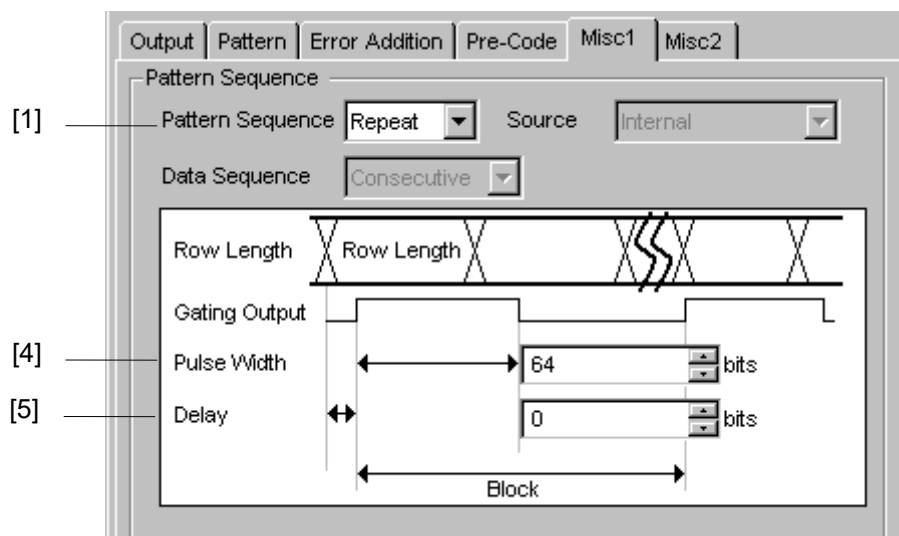 Output Pattern Error Addition Pre-Code Misc1 Misc2
Pattern Sequence
[1] Pattern Sequence Repeat Source Internal
Data Sequence Consecutive
Row Length Row Length
Gating Output
[4] Pulse Width 64 bits
[5] Delay 0 bits
Block